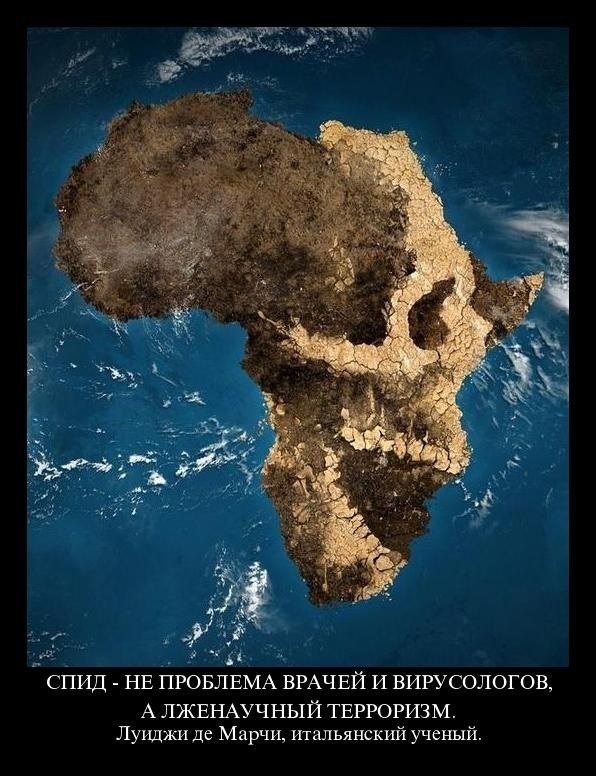 СПИД - НЕ ПРОБЛЕМА ВРАЧЕЙ И ВИРУСОЛОГОВ,
А ЛЖЕНАУЧНЫЙ ТЕРРОРИЗМ.
Луиджи де Марчи, итальянский ученый.